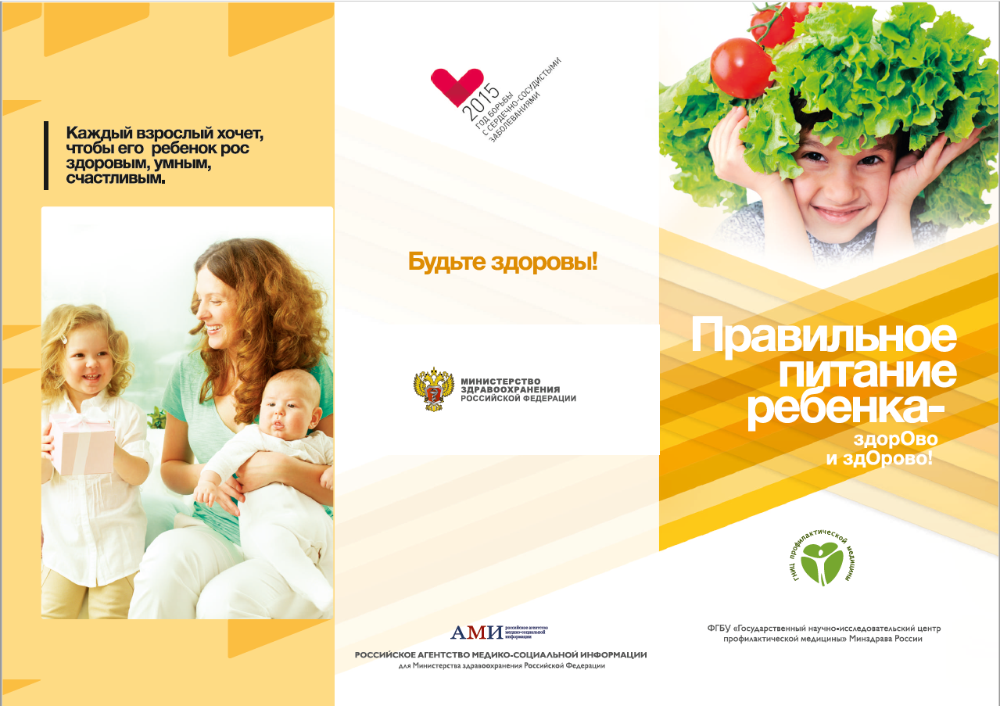 Каждый взрослый хочет,
чтобы его ребенок рос
здоровым, умным,
счастливым.
2015
ГОД БОРЬБЫ
С СЕРДЕЧНО-СОСУДИСТЫМИ
ЗАБОЛЕВАНИЯМИ
Будьте здоровы!
МИНИСТЕРСТВО
ЗДРАВООХРАНЕНИЯ
РОССИЙСКОЙ ФЕДЕРАЦИИ
АМИ
российское агентство
медико-социальной
информации
РОССИЙСКОЕ АГЕНТСТВО МЕДИКО-СОЦИАЛЬНОЙ ИНФОРМАЦИИ
для Министерства здравоохранения Российской Федерации
Правильное
питание
ребенка-
здорОво
и здОрово!
ГНИЦ профилактической медицины
ФГБУ «Государственный научно-исследовательский центр
профилактической медицины» Минздрава России